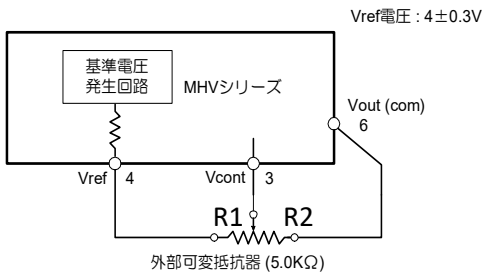 Vref電圧 : 4±0.3V
基準電圧
発生回路
MHVシリーズ
Vout (com)
6
Vref 4
Vcont 3
R1 R2
外部可変抵抗器 (5.0KΩ)